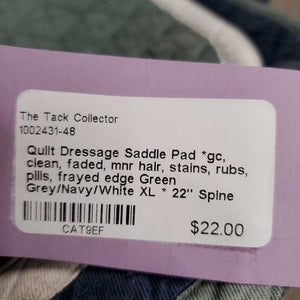 The Tack Collector
1002431-48
Quilt Dressage Saddle Pad *gc,
clean, faded, mnr hair, stains, rubs,
pills, frayed edge Green
Grey/Navy/White XL * 22" Spine
$22.00
CAT9EF